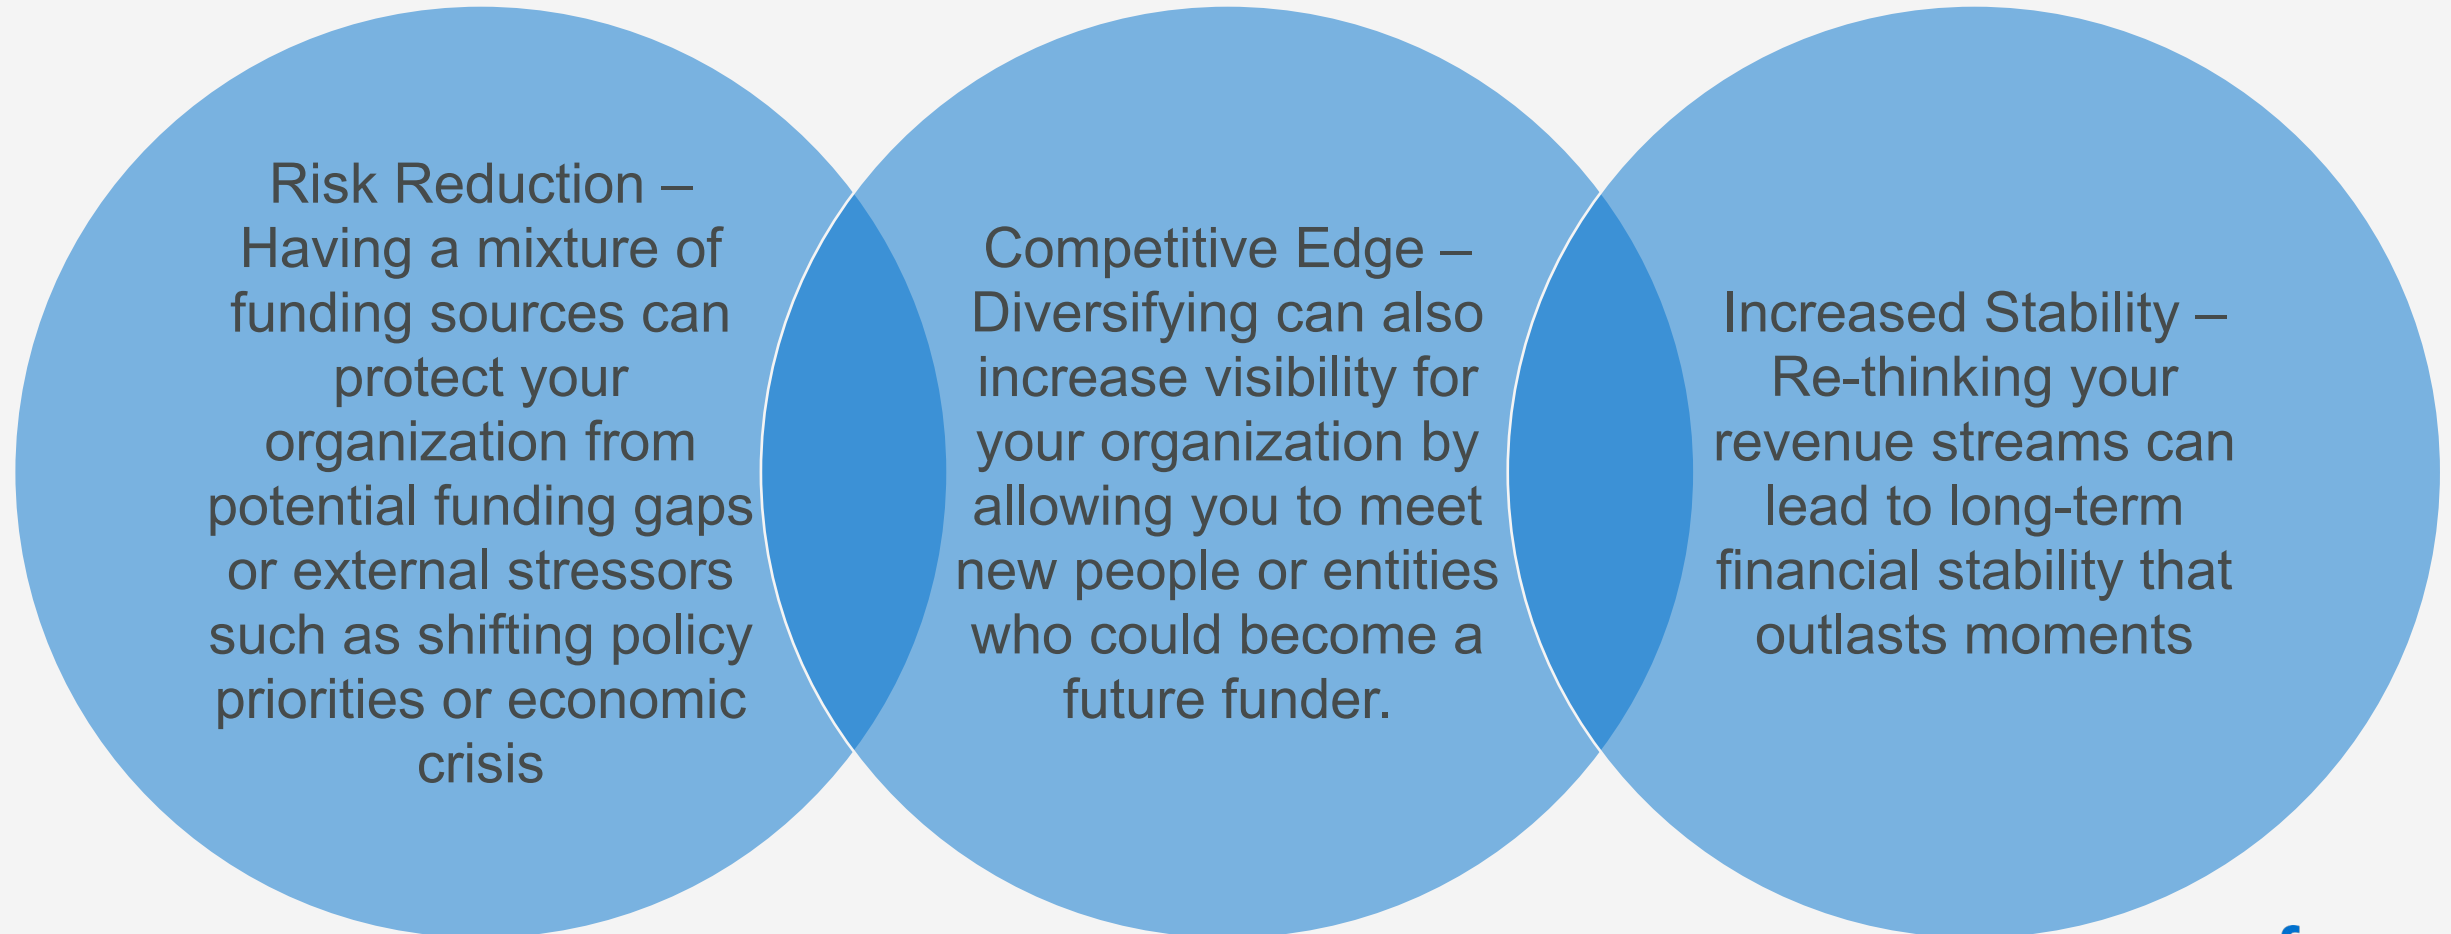 Risk Reduction –
Having a mixture of
funding sources can
protect your
organization from
potential funding gaps
or external stressors
such as shifting policy
priorities or economic
crisis
Competitive Edge –
Diversifying can also
increase visibility for
your organization by
allowing you to meet
new people or entities
who could become a
future funder.
Increased Stability –
Re-thinking your
revenue streams can
lead to long-term
financial stability that
outlasts moments